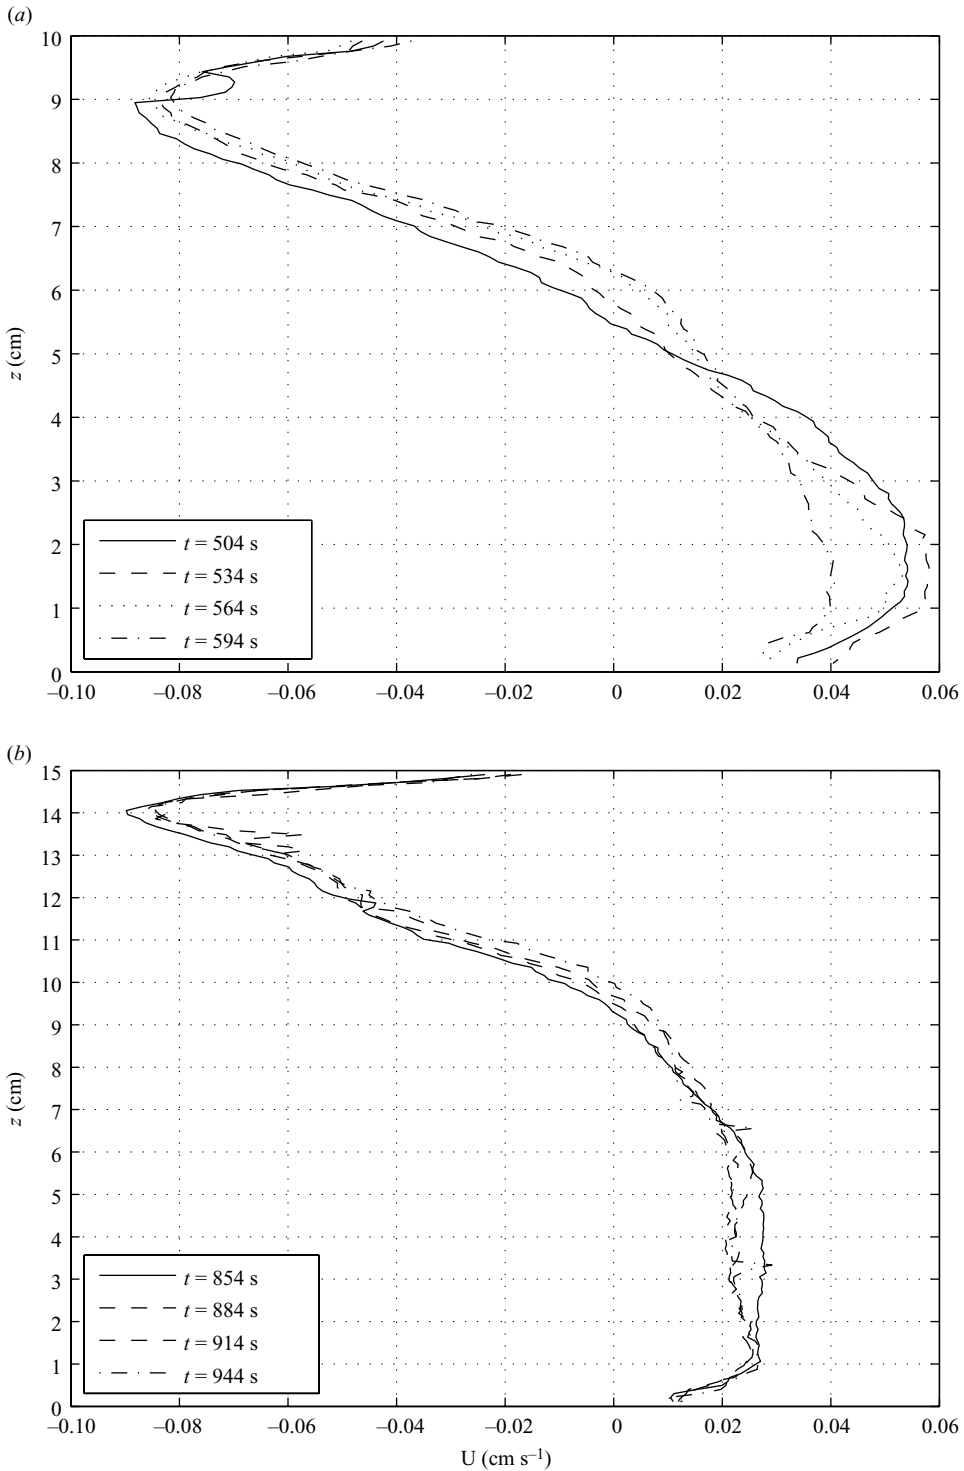 (a)
10
9
8
7
6
5
4
3
2
1
0
z (cm)
t = 504 s
t = 534 s
t = 564 s
t = 594 s
–0.10 –0.08 –0.06 –0.04 –0.02 0 0.02 0.04 0.06
(b)
15
14
13
12
11
10
9
8
7
6
5
4
3
2
1
0
z (cm)
t = 854 s
t = 884 s
t = 914 s
t = 944 s
–0.10 –0.08 –0.06 –0.04 –0.02 0 0.02 0.04 0.06
U (cm s⁻¹)